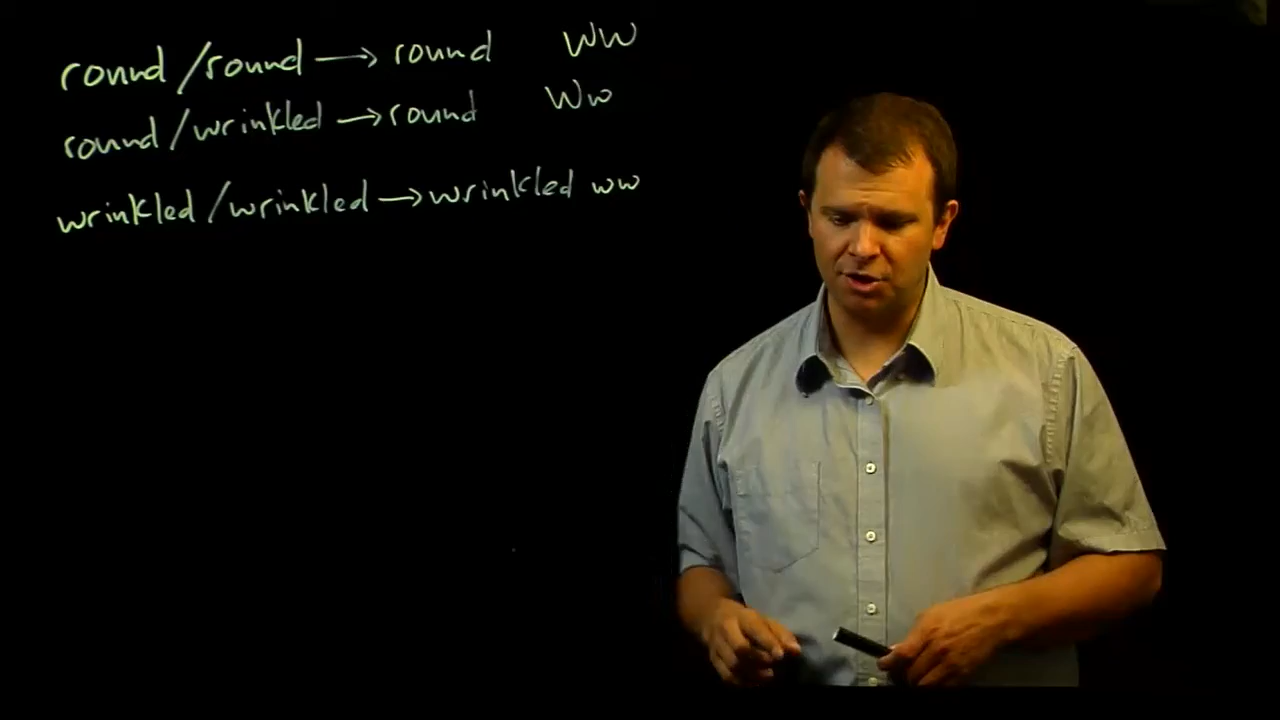 round/round → round WW
round/wrinkled → round Ww
wrinkled/wrinkled → wrinkled ww